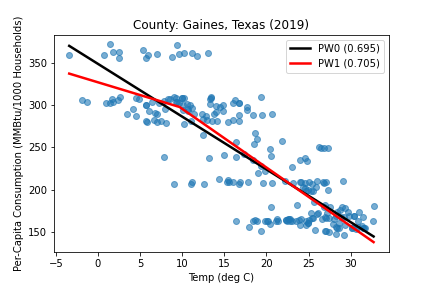 County: Gaines, Texas (2019)
PW0 (0.695)
PW1 (0.705)
Per-Capita Consumption (MMBtu/1000 Households)
350
300
250
200
150
−5
0
5
10
15
20
25
30
Temp (deg C)